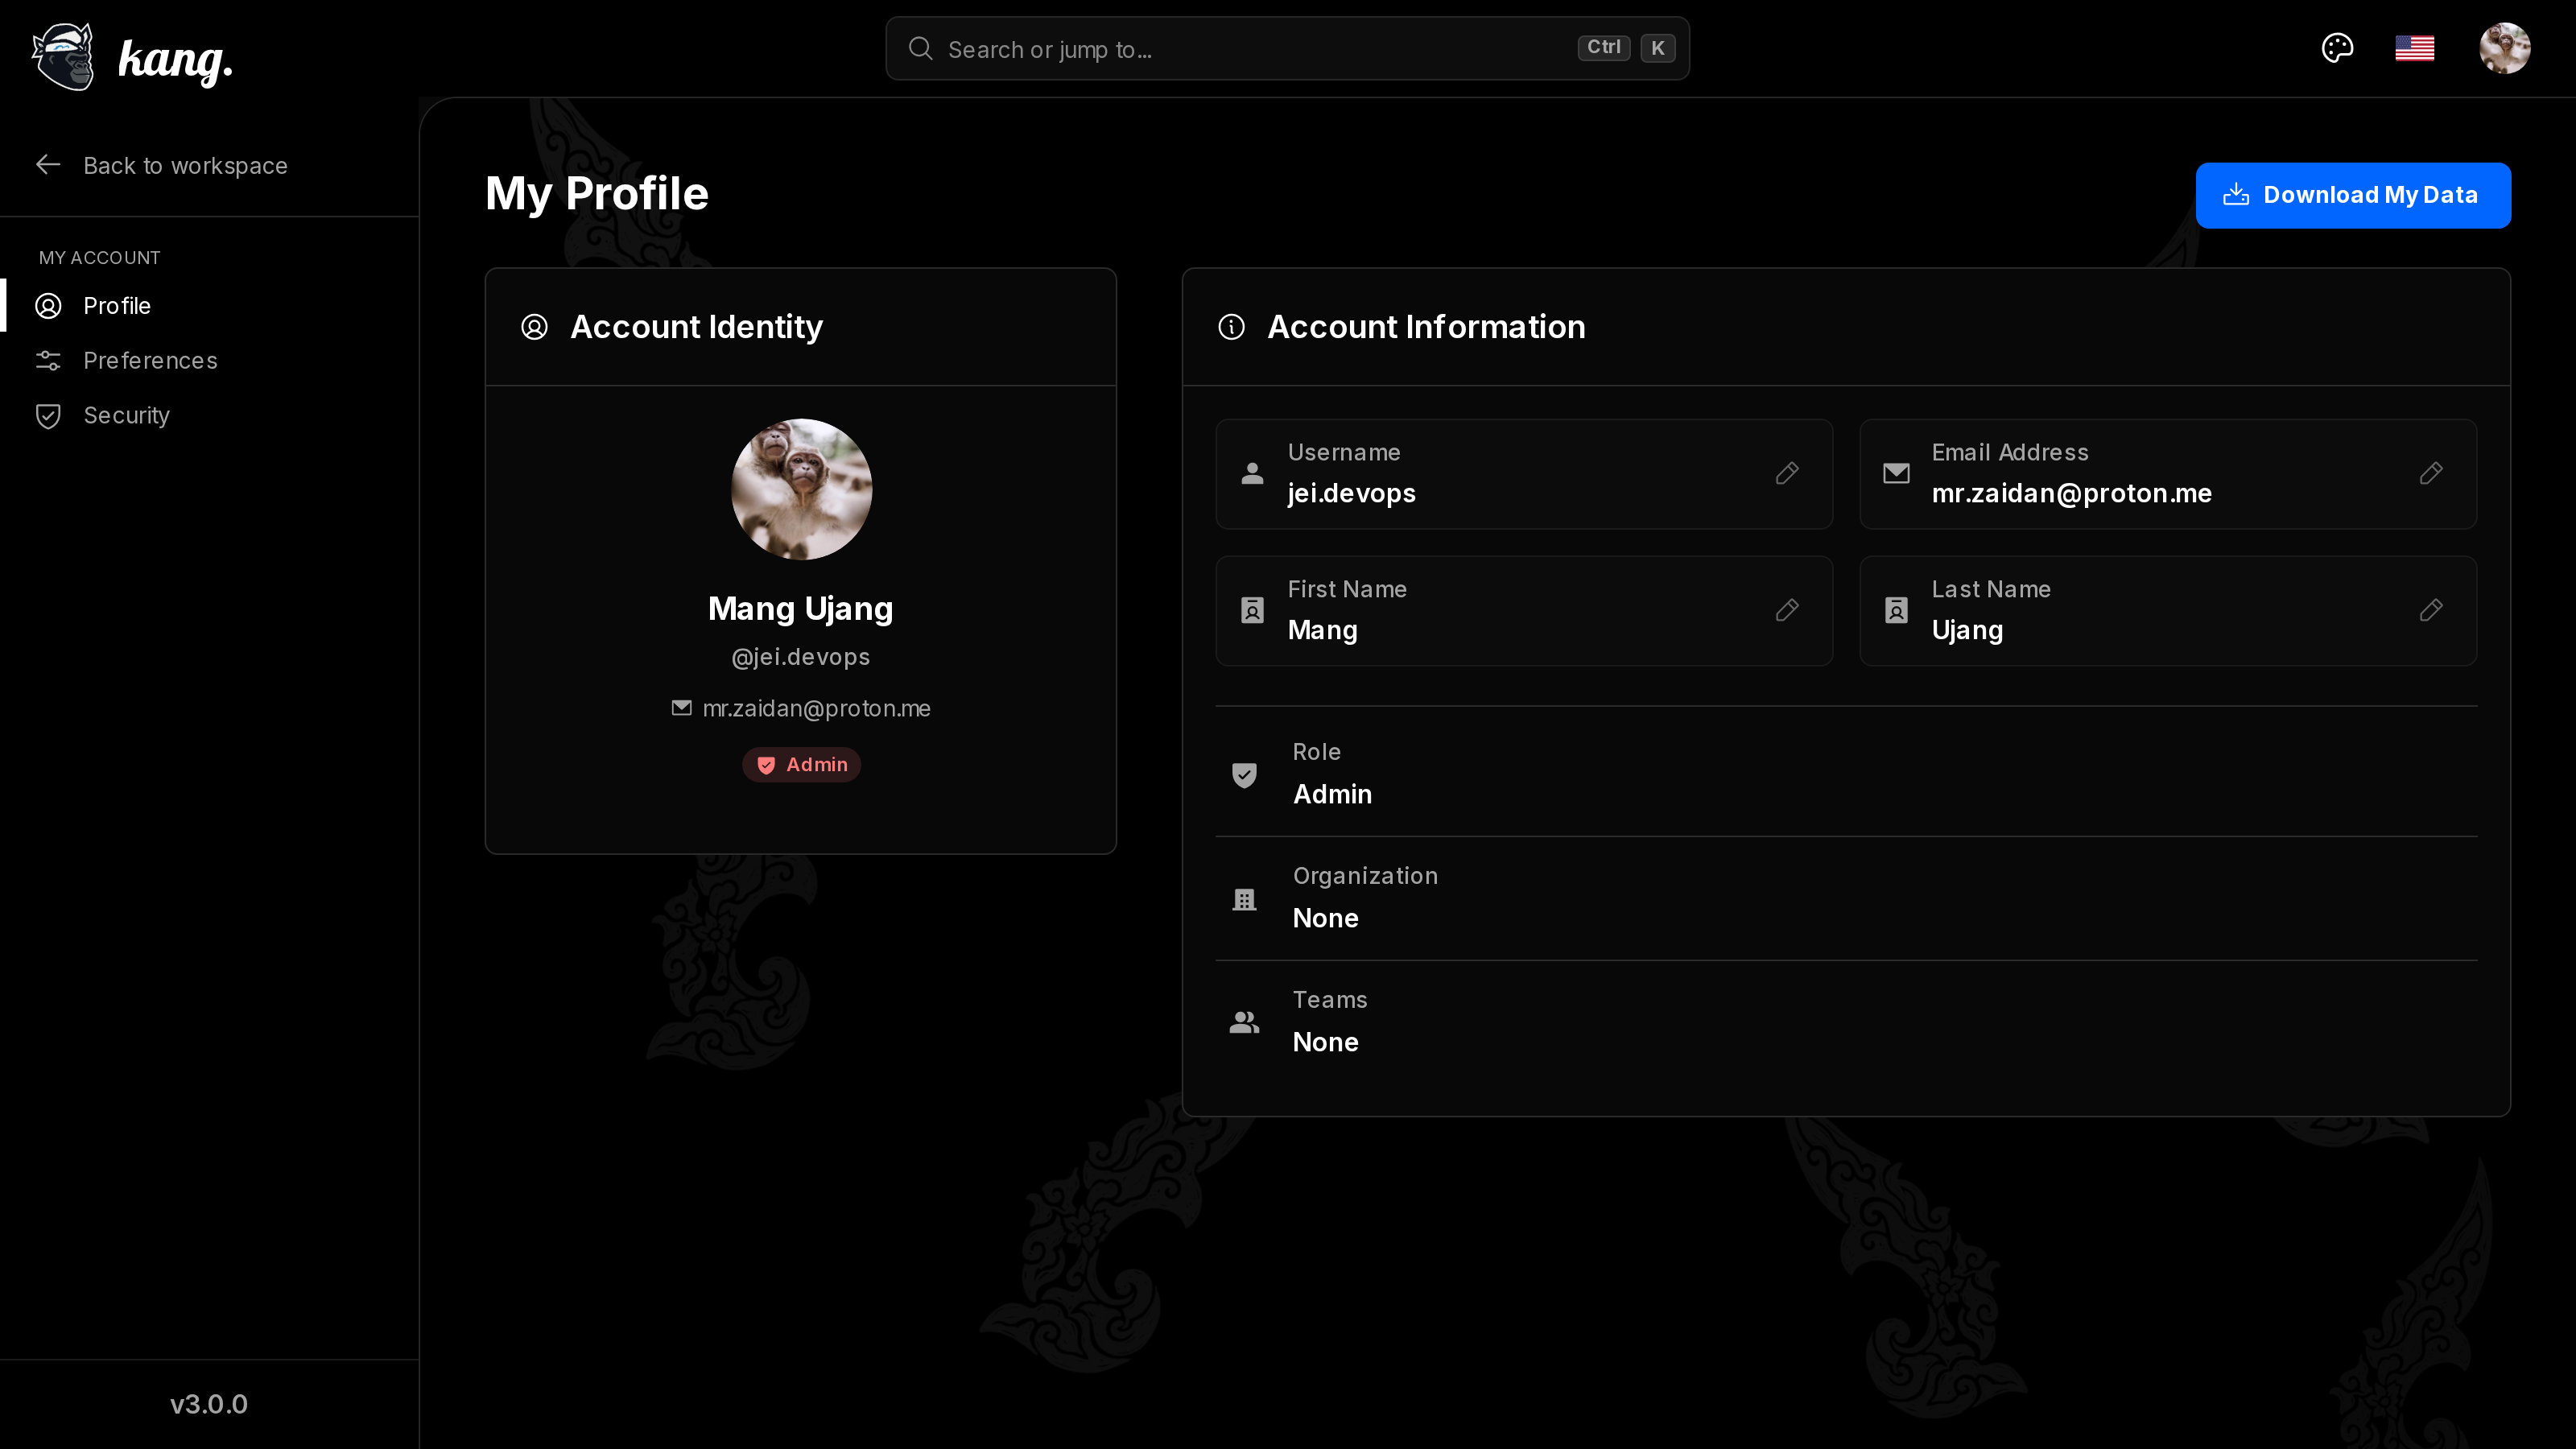 kang.
Search or jump to...
Ctrl K
Back to workspace
MY ACCOUNT
Profile
Preferences
Security
v3.0.0
My Profile
Download My Data
Account Identity
Mang Ujang
@jei.devops
mr.zaidan@proton.me
Admin
Account Information
Username
jei.devops
Email Address
mr.zaidan@proton.me
First Name
Mang
Last Name
Ujang
Role
Admin
Organization
None
Teams
None